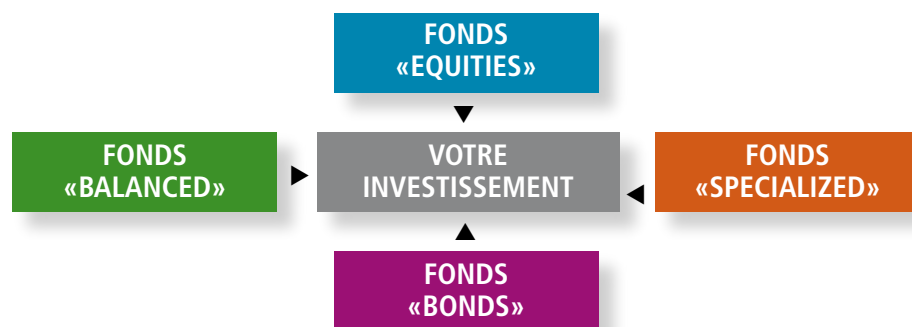 FONDS
«EQUITIES»
FONDS
«BALANCED»
VOTRE
INVESTISSEMENT
FONDS
«SPECIALIZED»
FONDS
«BONDS»